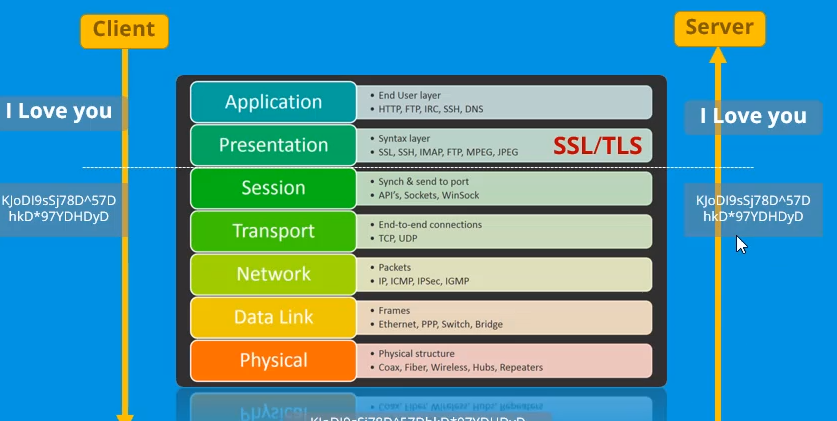 Client
Server
I Love you
I Love you
Application
• End User layer
• HTTP, FTP, IRC, SSH, DNS
Presentation
• Syntax layer
• SSL, SSH, IMAP, FTP, MPEG, JPEG
SSL/TLS
Session
• Synch & send to port
• API's, Sockets, WinSock
KJoDI9sSj78D^57D
hkD*97YDHDyD
KJoDI9sSj78D^57D
hkD*97YDHDyD
Transport
• End-to-end connections
• TCP, UDP
Network
• Packets
• IP, ICMP, IPSec, IGMP
Data Link
• Frames
• Ethernet, PPP, Switch, Bridge
Physical
• Physical structure
• Coax, Fiber, Wireless, Hubs, Repeaters